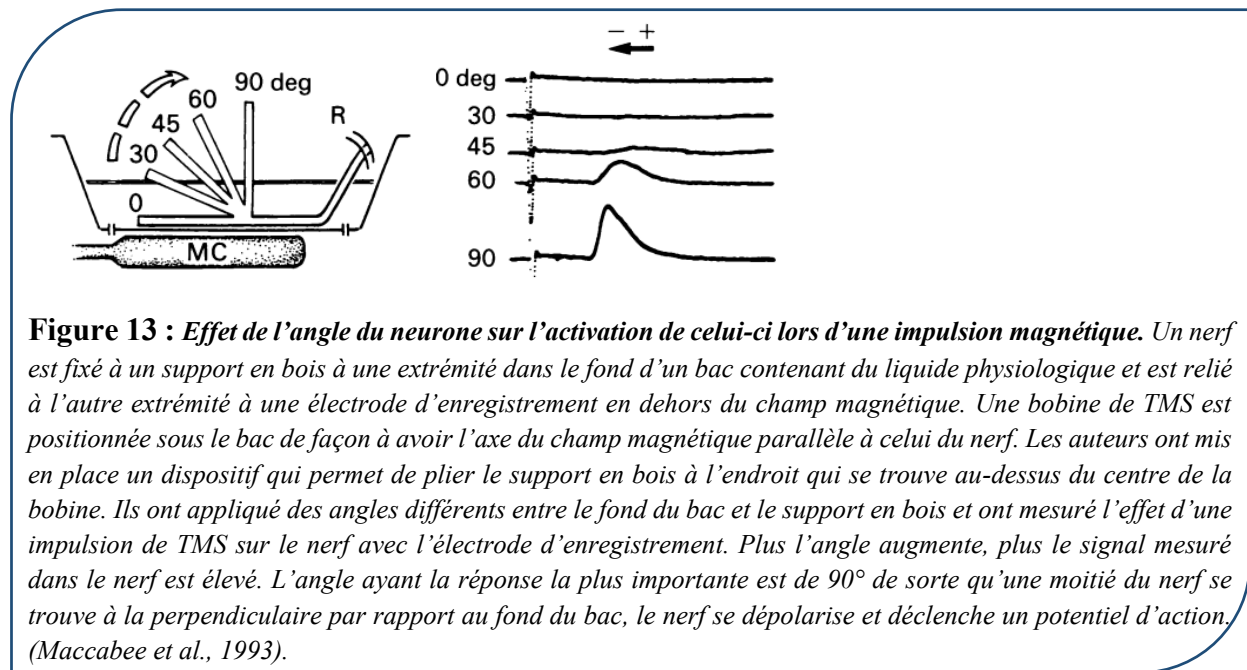 90 deg
60
45
30
0
R
MC
− +
0 deg
30
45
60
90
Figure 13 : Effet de l’angle du neurone sur l’activation de celui-ci lors d’une impulsion magnétique. Un nerf
est fixé à un support en bois à une extrémité dans le fond d’un bac contenant du liquide physiologique et est relié
à l’autre extrémité à une électrode d’enregistrement en dehors du champ magnétique. Une bobine de TMS est
positionnée sous le bac de façon à avoir l’axe du champ magnétique parallèle à celui du nerf. Les auteurs ont mis
en place un dispositif qui permet de plier le support en bois à l’endroit qui se trouve au-dessus du centre de la
bobine. Ils ont appliqué des angles différents entre le fond du bac et le support en bois et ont mesuré l’effet d’une
impulsion de TMS sur le nerf avec l’électrode d’enregistrement. Plus l’angle augmente, plus le signal mesuré
dans le nerf est élevé. L’angle ayant la réponse la plus importante est de 90° de sorte qu’une moitié du nerf se
trouve à la perpendiculaire par rapport au fond du bac, le nerf se dépolarise et déclenche un potentiel d’action.
(Maccabee et al., 1993).